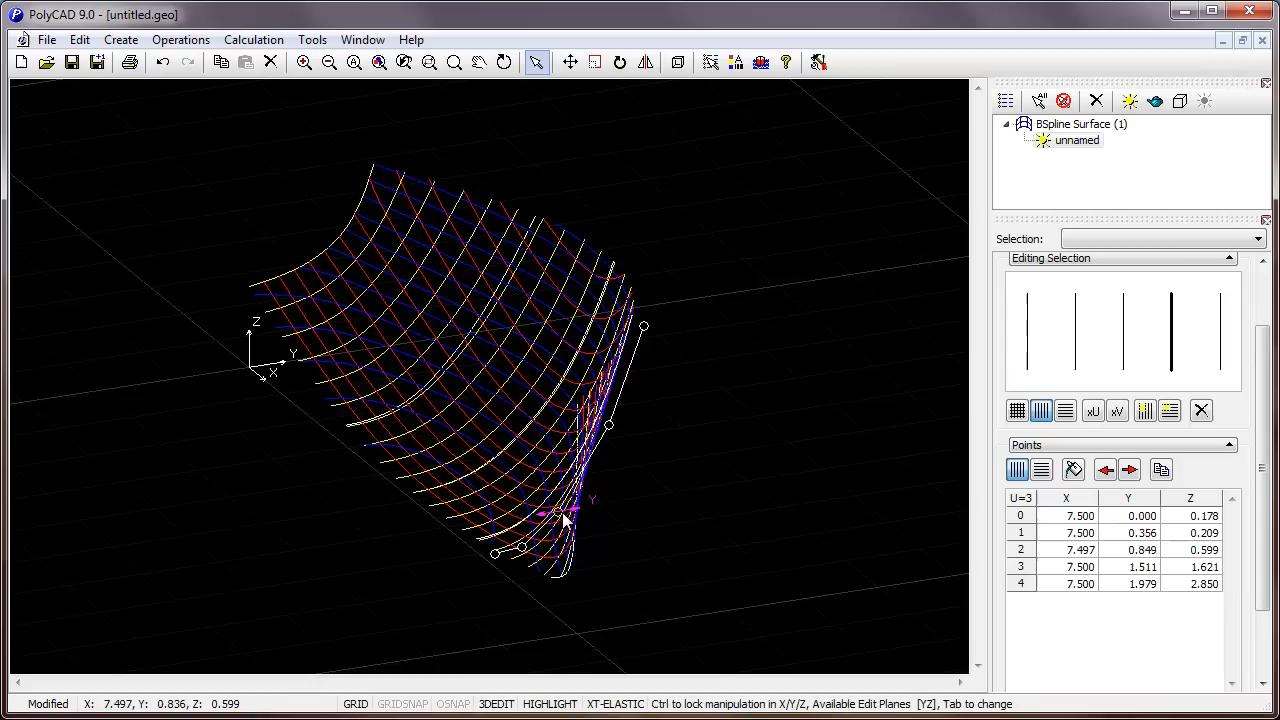 PolyCAD 9.0 - [untitled.geo]
File Edit Create Operations Calculation Tools Window Help
BSpline Surface (1)
unnamed
Selection:
Editing Selection
xU xV
Points
U=3 X Y Z
0 7.500 0.000 0.178
1 7.500 0.356 0.209
2 7.497 0.849 0.599
3 7.500 1.511 1.621
4 7.500 1.979 2.850
Z
Y
X
Y
Modified X: 7.497, Y: 0.836, Z: 0.599 GRID GRIDSNAP OSNAP 3DEDIT HIGHLIGHT XT-ELASTIC Ctrl to lock manipulation in X/Y/Z, Available Edit Planes [YZ], Tab to change